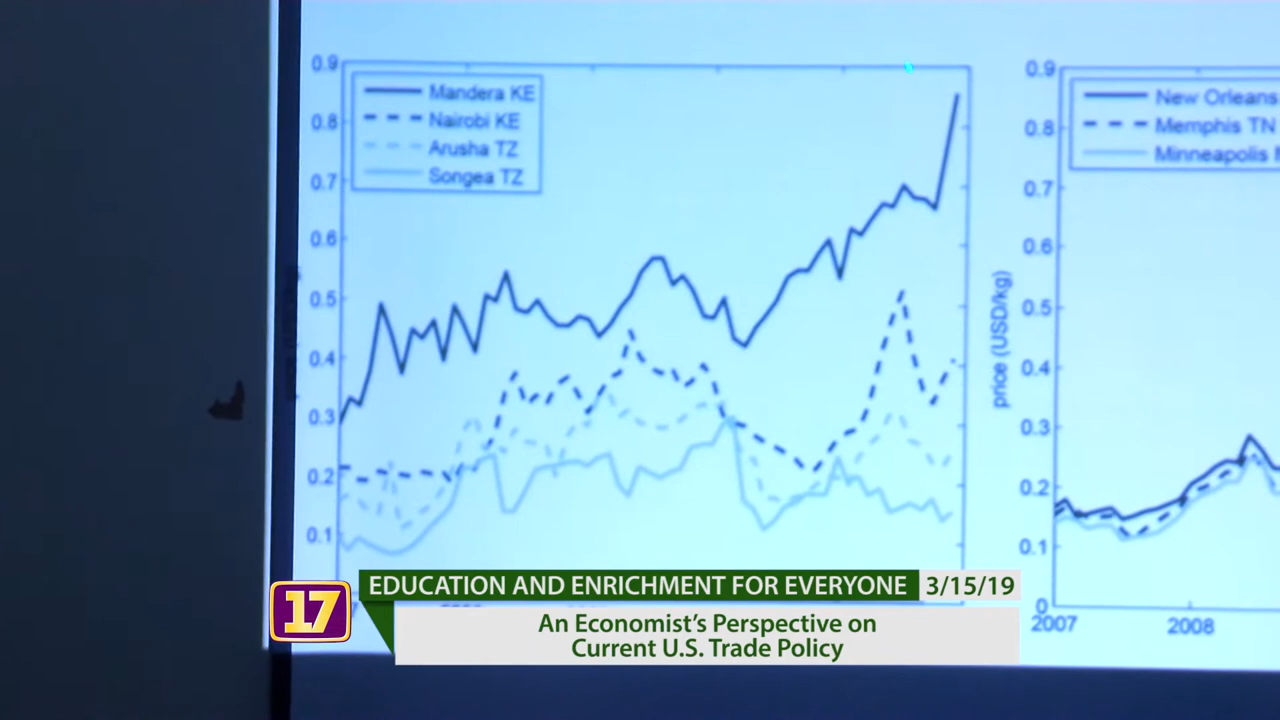 0.9
0.8
0.7
0.6
0.5
0.4
0.3
0.2
0.1
Mandera KE
Nairobi KE
Arusha TZ
Songea TZ
0.9
0.8
0.7
0.6
0.5
0.4
0.3
0.2
0.1
0
price (USD/kg)
New Orleans
Memphis TN
Minneapolis
2007
2008
17
EDUCATION AND ENRICHMENT FOR EVERYONE 3/15/19
An Economist's Perspective on
Current U.S. Trade Policy